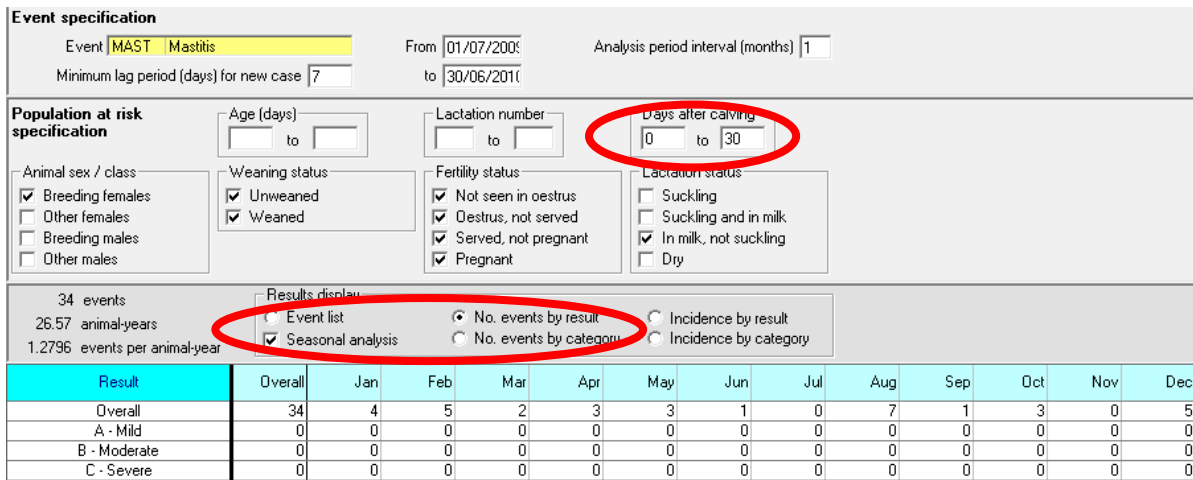 Event specification
Event MAST Mastitis From 01/07/2009 Analysis period interval (months) 1
Minimum lag period (days) for new case 7 to 30/06/201(
Population at risk specification
Age (days) Lactation number Days after calving
to to 0 to 30
Animal sex / class Weaning status Fertility status Lactation status
Breeding females Unweaned Not seen in oestrus Suckling
Other females Weaned Oestrus, not served Suckling and in milk
Breeding males Served, not pregnant In milk, not suckling
Other males Pregnant Dry
34 events Results display
26.57 animal-years Event list No. events by result Incidence by result
1.2796 events per animal-year Seasonal analysis No. events by category Incidence by category
Result Overall Jan Feb Mar Apr May Jun Jul Aug Sep Oct Nov Dec
Overall 34 4 5 2 3 3 1 0 7 1 3 0 5
A - Mild 0 0 0 0 0 0 0 0 0 0 0 0 0
B - Moderate 0 0 0 0 0 0 0 0 0 0 0 0 0
C - Severe 0 0 0 0 0 0 0 0 0 0 0 0 0